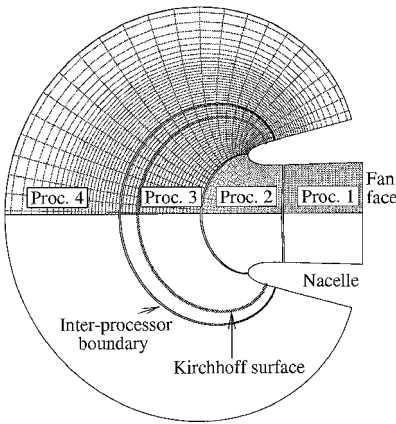 Proc. 4
Proc. 3
Proc. 2
Proc. 1
Fan
face
Nacelle
Inter-processor
boundary
Kirchhoff surface